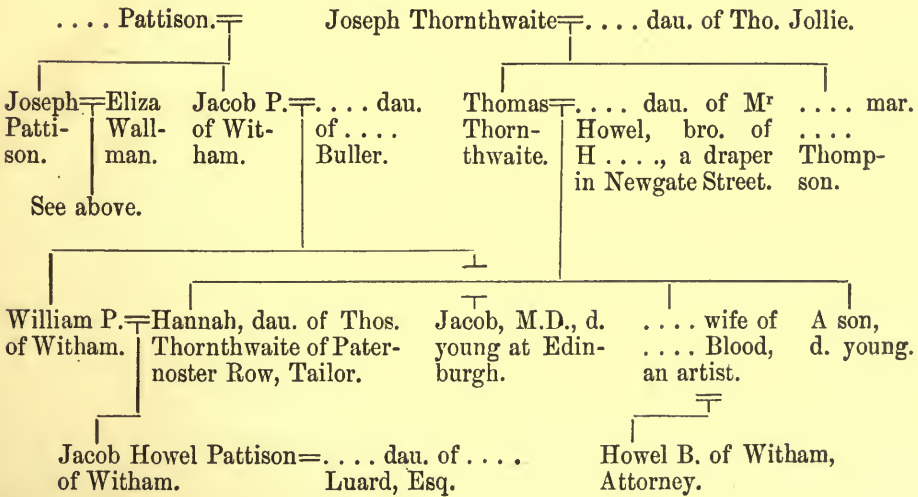 . . . . Pattison.
Joseph Thornthwaite
. . . . dau. of Tho. Jollie.
Joseph
Patti-
son.
Eliza
Wall-
man.
See above.
Jacob P.
of Wit-
ham.
. . . . dau.
of . . . .
Buller.
Thomas
Thorn-
thwaite.
. . . . dau. of Mr
Howel, bro. of
H . . . ., a draper
in Newgate Street.
. . . . mar.
. . . .
Thomp-
son.
William P.
of Witham.
Hannah, dau. of Thos.
Thornthwaite of Pater-
noster Row, Tailor.
Jacob, M.D., d.
young at Edin-
burgh.
. . . . wife of
. . . . Blood,
an artist.
A son,
d. young.
Jacob Howel Pattison
of Witham.
. . . . dau. of . . . .
Luard, Esq.
Howel B. of Witham,
Attorney.